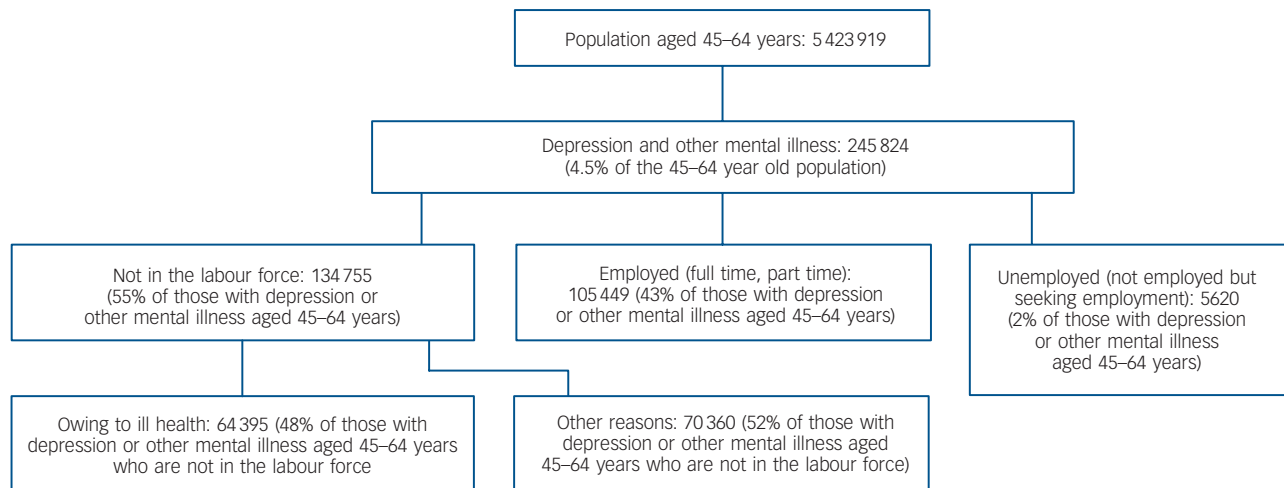 Population aged 45–64 years: 5 423 919
Depression and other mental illness: 245 824
(4.5% of the 45–64 year old population)
Not in the labour force: 134 755
(55% of those with depression or
other mental illness aged 45–64 years)
Employed (full time, part time):
105 449 (43% of those with depression
or other mental illness aged 45–64 years)
Unemployed (not employed but
seeking employment): 5620
(2% of those with depression
or other mental illness
aged 45–64 years)
Owing to ill health: 64 395 (48% of those with
depression or other mental illness aged 45–64 years
who are not in the labour force
Other reasons: 70 360 (52% of those with
depression or other mental illness aged
45–64 years who are not in the labour force)